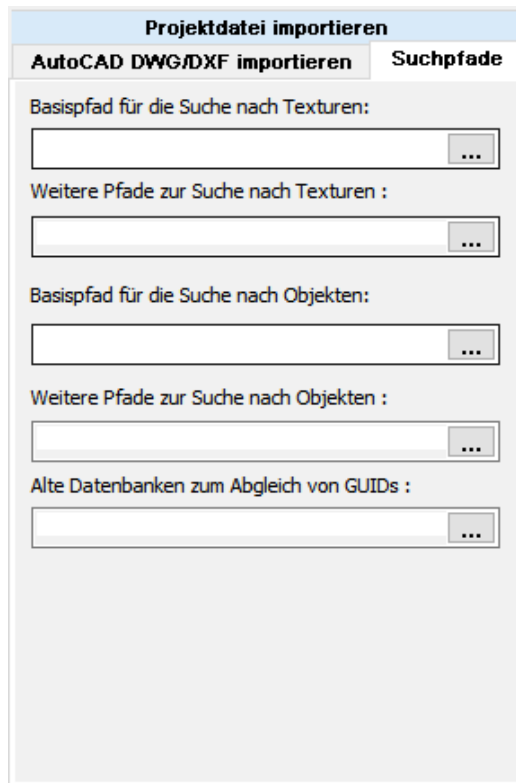 Projektdatei importieren
AutoCAD DWG/DXF importieren Suchpfade
Basispfad für die Suche nach Texturen:
...
Weitere Pfade zur Suche nach Texturen :
...
Basispfad für die Suche nach Objekten:
...
Weitere Pfade zur Suche nach Objekten :
...
Alte Datenbanken zum Abgleich von GUIDs :
...